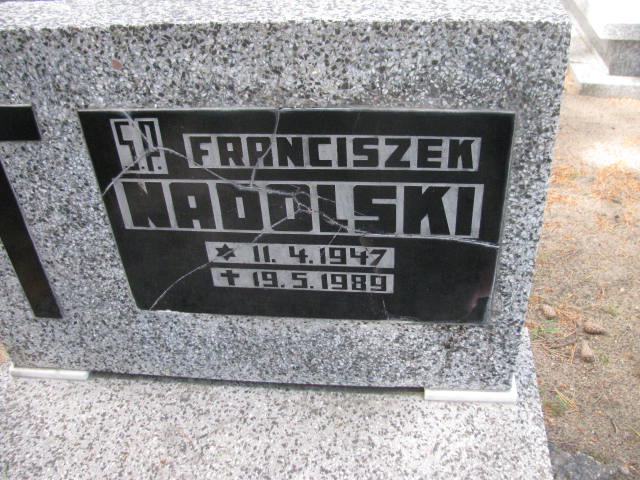 Ś.P. FRANCISZEK
NADOLSKI
★ 11.4.1947
✝ 19.5.1989